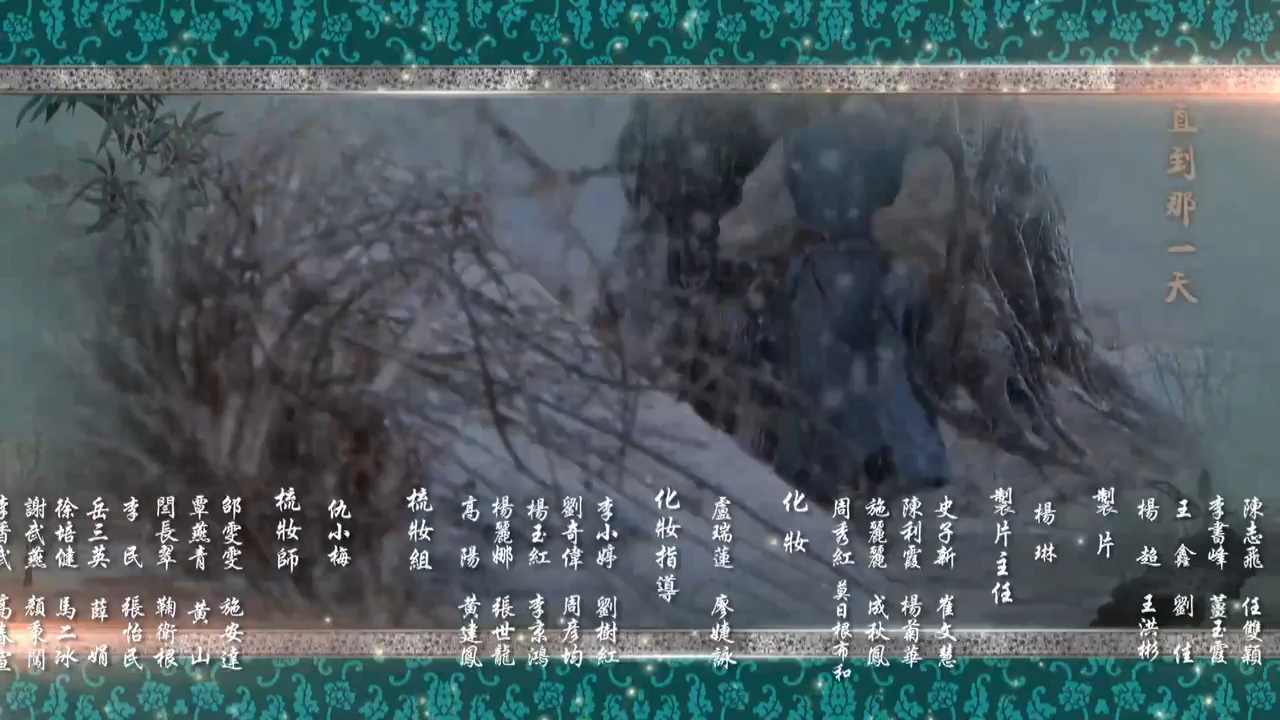 直到那一天
陳志飛 任雙穎
李書峰 薑玉霞
王鑫 劉佳
楊超 王洪彬
製片
楊琳
製片主任
史子新 崔文慧
陳利霞 楊菊華
施麗麗 成秋鳳
周秀紅 莫日根布和
化妝
盧瑞蓮 廖婕詠
化妝指導
李小婷 劉樹紅
劉奇偉 周彥均
楊玉紅 李京鴻
楊麗娜 張世龍
高陽 黃建鳳
梳妝組
仇小梅
梳妝師
邵雯雯 施安達
覃燕青 黃山
閆長翠 鞠衛根
李民 張怡民
岳三英 薛娟
徐培健 馬二冰
謝武燕 顏秉閣